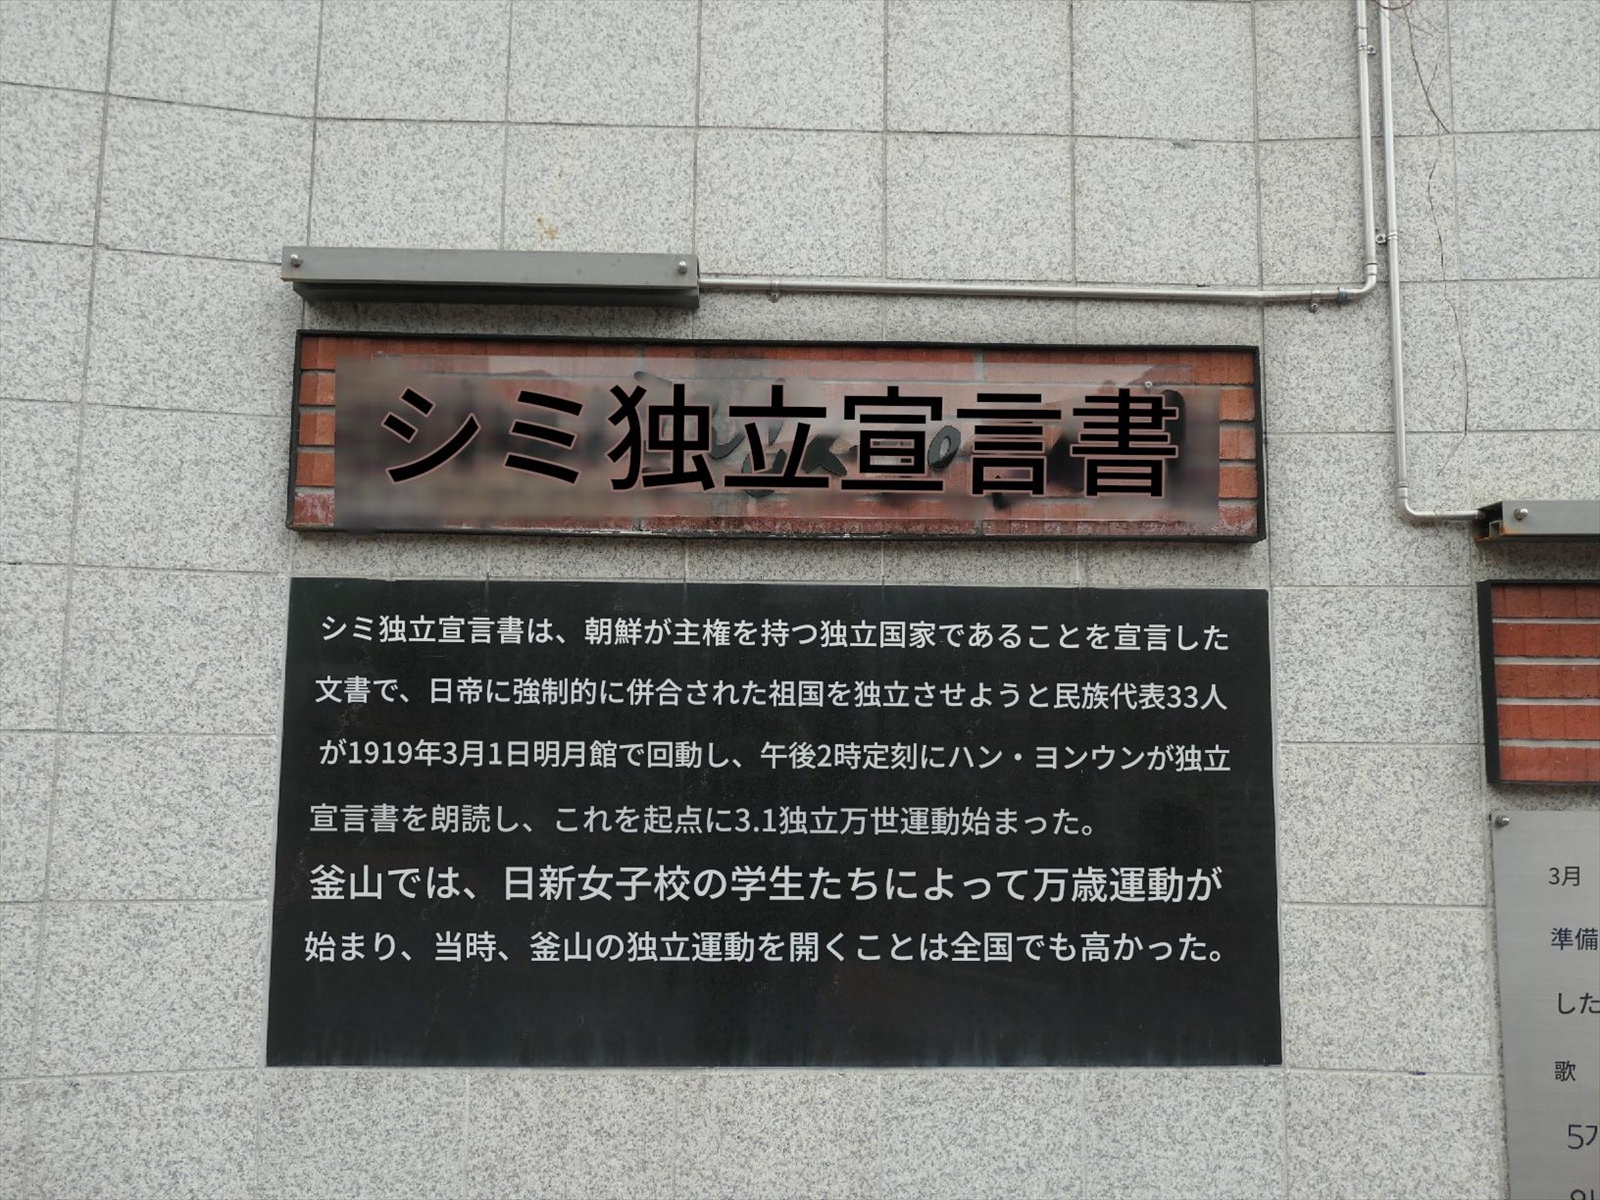 シミ独立宣言書
シミ独立宣言書は、朝鮮が主権を持つ独立国家であることを宣言した
文書で、日帝に強制的に併合された祖国を独立させようと民族代表33人
が1919年3月1日明月館で回動し、午後2時定刻にハン・ヨンウンが独立
宣言書を朗読し、これを起点に3.1独立万世運動始まった。
釜山では、日新女子校の学生たちによって万歳運動が
始まり、当時、釜山の独立運動を開くことは全国でも高かった。
3月
準備
した
歌